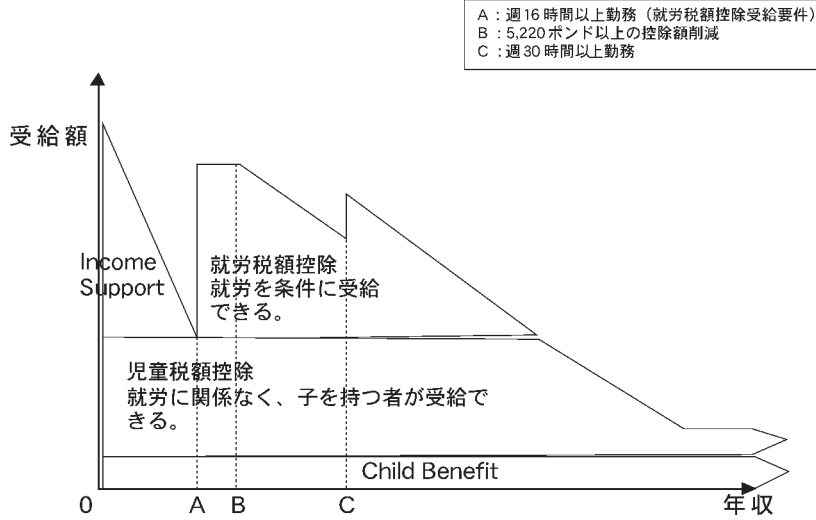 A：週16時間以上勤務（就労税額控除受給要件）
B：5,220ポンド以上の控除額削減
C：週30時間以上勤務
受給額
Income
Support
就労税額控除
就労を条件に受給
できる。
児童税額控除
就労に関係なく、子を持つ者が受給で
きる。
Child Benefit
0 A B C 年収